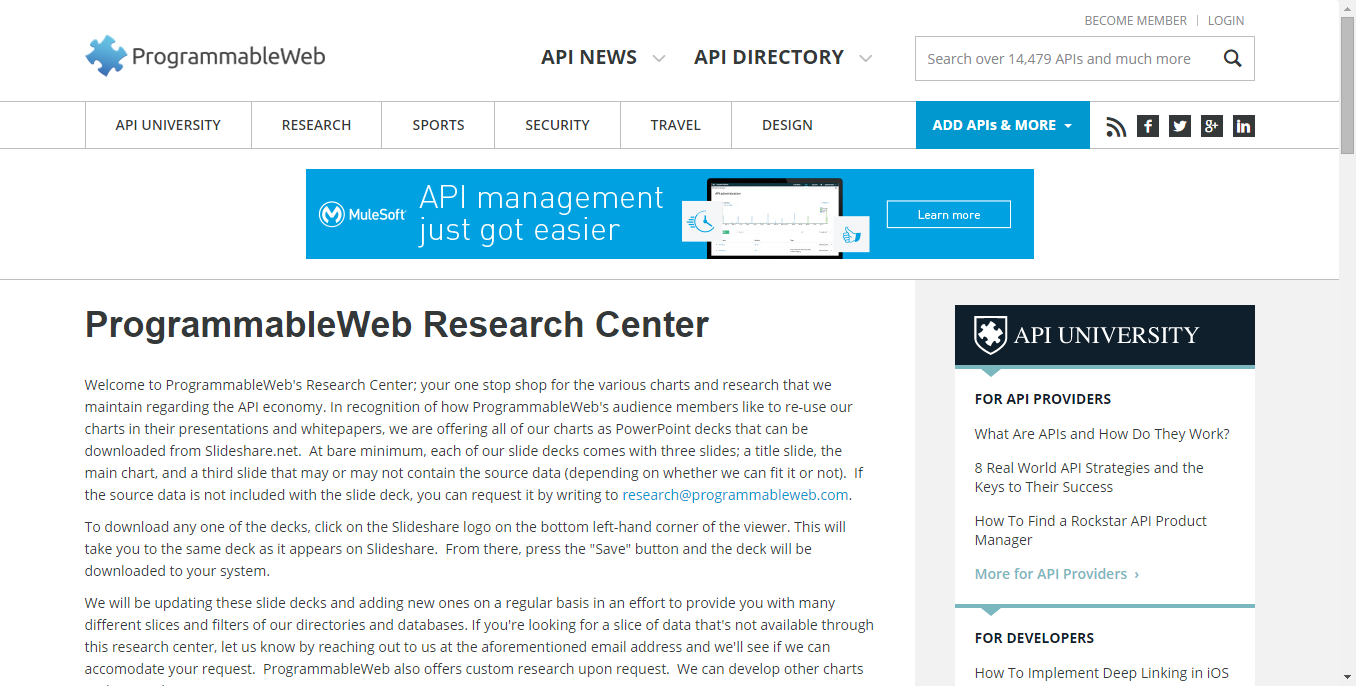 BECOME MEMBER | LOGIN
ProgrammableWeb
API NEWS
API DIRECTORY
Search over 14,479 APIs and much more
API UNIVERSITY
RESEARCH
SPORTS
SECURITY
TRAVEL
DESIGN
ADD APIs & MORE
MuleSoft
API management
just got easier
Learn more
ProgrammableWeb Research Center
Welcome to ProgrammableWeb's Research Center; your one stop shop for the various charts and research that we
maintain regarding the API economy. In recognition of how ProgrammableWeb's audience members like to re-use our
charts in their presentations and whitepapers, we are offering all of our charts as PowerPoint decks that can be
downloaded from Slideshare.net.  At bare minimum, each of our slide decks comes with three slides; a title slide, the
main chart, and a third slide that may or may not contain the source data (depending on whether we can fit it or not).  If
the source data is not included with the slide deck, you can request it by writing to research@programmableweb.com.
To download any one of the decks, click on the Slideshare logo on the bottom left-hand corner of the viewer. This will
take you to the same deck as it appears on Slideshare.  From there, press the "Save" button and the deck will be
downloaded to your system.
We will be updating these slide decks and adding new ones on a regular basis in an effort to provide you with many
different slices and filters of our directories and databases. If you're looking for a slice of data that's not available through
this research center, let us know by reaching out to us at the aforementioned email address and we'll see if we can
accomodate your request.  ProgrammableWeb also offers custom research upon request.  We can develop other charts
API UNIVERSITY
FOR API PROVIDERS
What Are APIs and How Do They Work?
8 Real World API Strategies and the
Keys to Their Success
How To Find a Rockstar API Product
Manager
More for API Providers ›
FOR DEVELOPERS
How To Implement Deep Linking in iOS